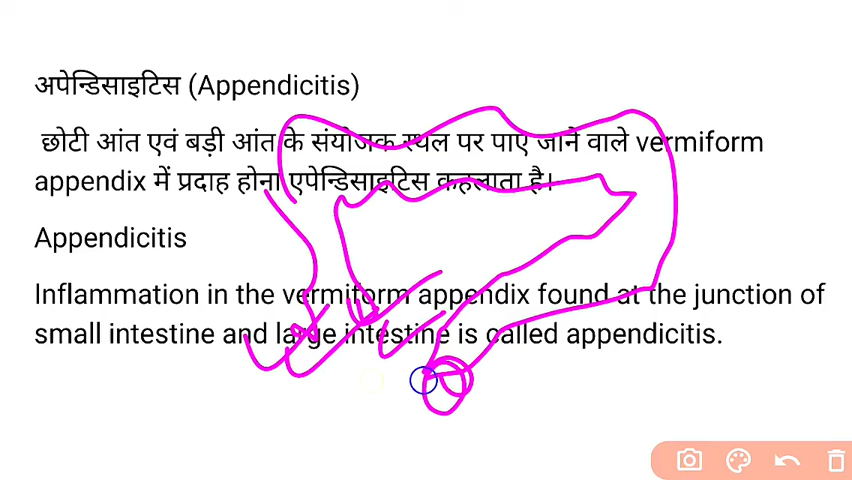 अपेन्डिसाइटिस (Appendicitis)
छोटी आंत एवं बड़ी आंत के संयोजक स्थल पर पाए जाने वाले vermiform
appendix में प्रदाह होना एपेन्डिसाइटिस कहलाता है।
Appendicitis
Inflammation in the vermiform appendix found at the junction of
small intestine and large intestine is called appendicitis.